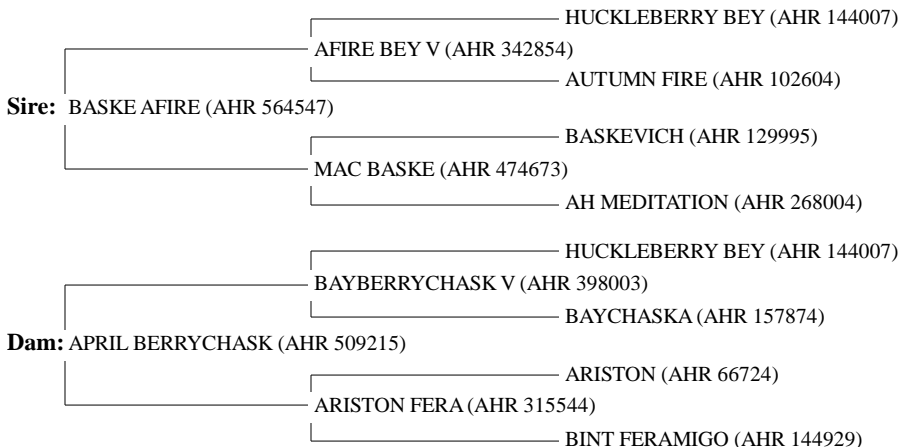 HUCKLEBERRY BEY (AHR 144007)
AFIRE BEY V (AHR 342854)
AUTUMN FIRE (AHR 102604)
Sire: BASKE AFIRE (AHR 564547)
BASKEVICH (AHR 129995)
MAC BASKE (AHR 474673)
AH MEDITATION (AHR 268004)
HUCKLEBERRY BEY (AHR 144007)
BAYBERRYCHASK V (AHR 398003)
BAYCHASKA (AHR 157874)
Dam: APRIL BERRYCHASK (AHR 509215)
ARISTON (AHR 66724)
ARISTON FERA (AHR 315544)
BINT FERAMIGO (AHR 144929)